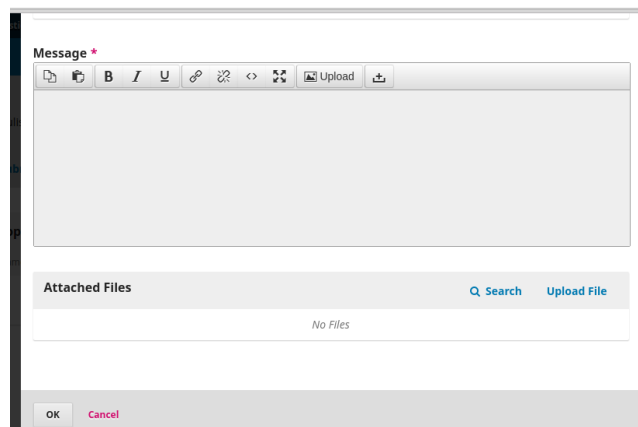 Message *
B I U <> Upload
Attached Files
Search Upload File
No Files
OK Cancel